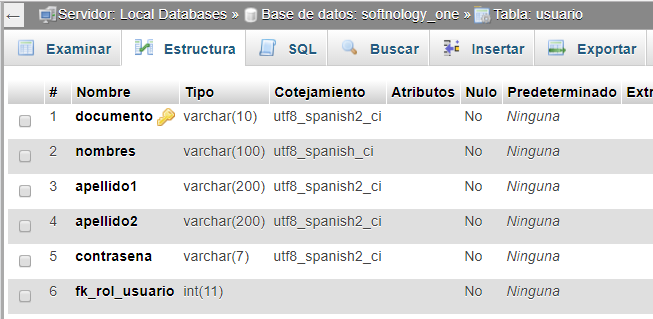 ← Servidor: Local Databases » Base de datos: softnology_one » Tabla: usuario
Examinar Estructura SQL Buscar Insertar Exportar
# Nombre Tipo Cotejamiento Atributos Nulo Predeterminado Extr
1 documento varchar(10) utf8_spanish2_ci No Ninguna
2 nombres varchar(100) utf8_spanish_ci No Ninguna
3 apellido1 varchar(200) utf8_spanish2_ci No Ninguna
4 apellido2 varchar(200) utf8_spanish2_ci No Ninguna
5 contrasena varchar(7) utf8_spanish2_ci No Ninguna
6 fk_rol_usuario int(11) No Ninguna